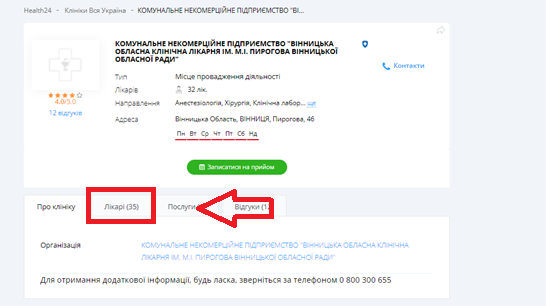 Health24 • Клініки Вся Україна • КОМУНАЛЬНЕ НЕКОМЕРЦІЙНЕ ПІДПРИЄМСТВО "ВІ...
КОМУНАЛЬНЕ НЕКОМЕРЦІЙНЕ ПІДПРИЄМСТВО "ВІННИЦЬКА
ОБЛАСНА КЛІНІЧНА ЛІКАРНЯ ІМ. М.І. ПИРОГОВА ВІННИЦЬКОЇ
ОБЛАСНОЇ РАДИ"
Контакти
Тип Місце провадження діяльності
Лікарів 32 лік.
4.0/5.0
Направлення Анестезіологія, Хірургія, Клінічна лабор...
12 відгуків
Адреса Вінницька Область, ВІННИЦЯ, Пирогова, 46
Пн Вт Ср Чт Пт Сб Нд
Записатися на прийом
Про клініку Лікарі (35) Послуги Відгуки (1
Організація КОМУНАЛЬНЕ НЕКОМЕРЦІЙНЕ ПІДПРИЄМСТВО "ВІННИЦЬКА ОБЛАСНА КЛІНІЧНА
ЛІКАРНЯ ІМ. М.І. ПИРОГОВА ВІННИЦЬКОЇ ОБЛАСНОЇ РАДИ"
Для отримання додаткової інформації, будь ласка, зверніться за телефоном 0 800 300 655